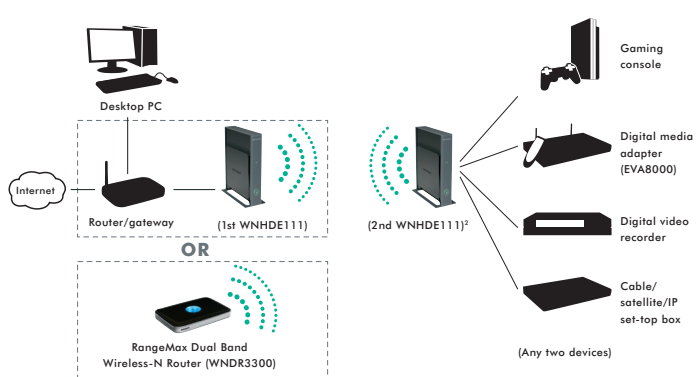 Desktop PC
Internet
Router/gateway
(1st WNHDE111)
OR
RangeMax Dual Band
Wireless-N Router (WNDR3300)
(2nd WNHDE111)²
Gaming
console
Digital media
adapter
(EVA8000)
Digital video
recorder
Cable/
satellite/IP
set-top box
(Any two devices)